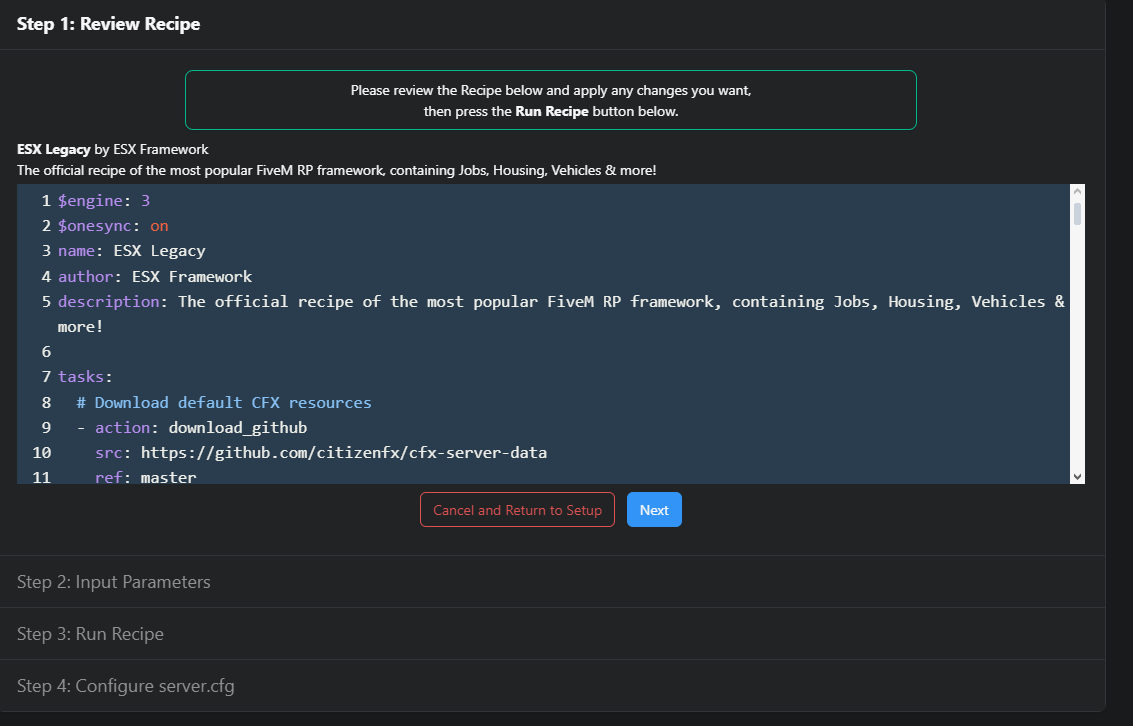 Step 1: Review Recipe
Please review the Recipe below and apply any changes you want,
then press the Run Recipe button below.
ESX Legacy by ESX Framework
The official recipe of the most popular FiveM RP framework, containing Jobs, Housing, Vehicles & more!
1 $engine: 3
2 $onesync: on
3 name: ESX Legacy
4 author: ESX Framework
5 description: The official recipe of the most popular FiveM RP framework, containing Jobs, Housing, Vehicles &
more!
6
7 tasks:
8   # Download default CFX resources
9   - action: download_github
10     src: https://github.com/citizenfx/cfx-server-data
11     ref: master
Cancel and Return to Setup
Next
Step 2: Input Parameters
Step 3: Run Recipe
Step 4: Configure server.cfg